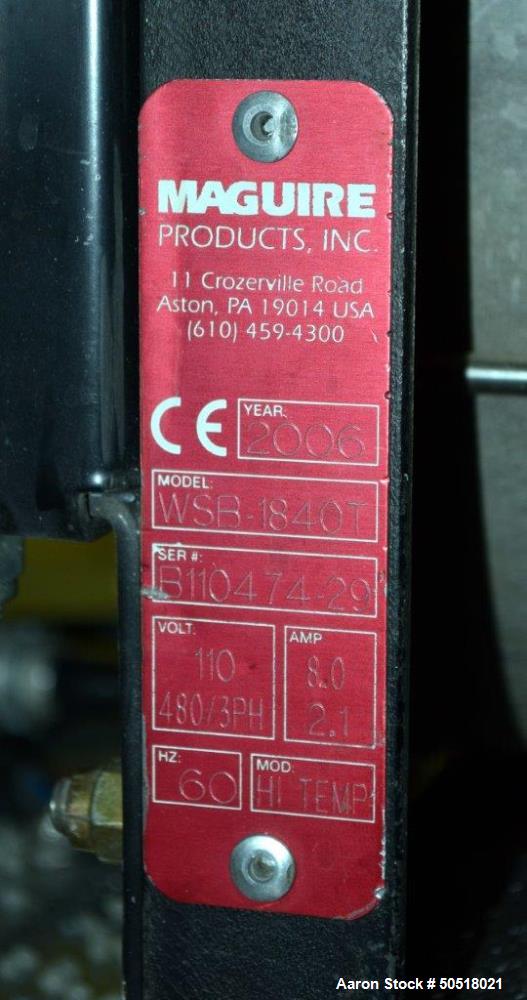 MAGUIRE
PRODUCTS, INC.
11 Crozerville Road
Aston, PA 19014 USA
(610) 459-4300
CE
YEAR:
2006
MODEL:
WSB-1840T
SER #:
B110474-29
VOLT:
110
480/3PH
AMP
8.0
2.1
HZ:
60
MOD:
HI TEMP
Aaron Stock # 50518021